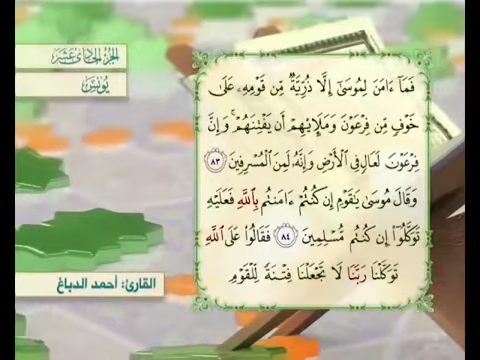 الجزء الحادي عشر
يونس
فَمَآ ءَامَنَ لِمُوسَىٰٓ إِلَّا ذُرِّيَّةٌ مِّن قَوْمِهِۦ عَلَىٰ
خَوْفٍ مِّن فِرْعَوْنَ وَمَلَإِي۟هِمْ أَن يَفْتِنَهُمْ ۚ وَإِنَّ
فِرْعَوْنَ لَعَالٍ فِى ٱلْأَرْضِ وَإِنَّهُۥ لَمِنَ ٱلْمُسْرِفِينَ ٨٣
وَقَالَ مُوسَىٰ يَٰقَوْمِ إِن كُنتُمْ ءَامَنتُم بِٱللَّهِ فَعَلَيْهِ
تَوَكَّلُوٓا۟ إِن كُنتُم مُّسْلِمِينَ ٨٤ فَقَالُوا۟ عَلَى ٱللَّهِ
تَوَكَّلْنَا رَبَّنَا لَا تَجْعَلْنَا فِتْنَةً لِّلْقَوْمِ
القارئ: أحمد الدباغ